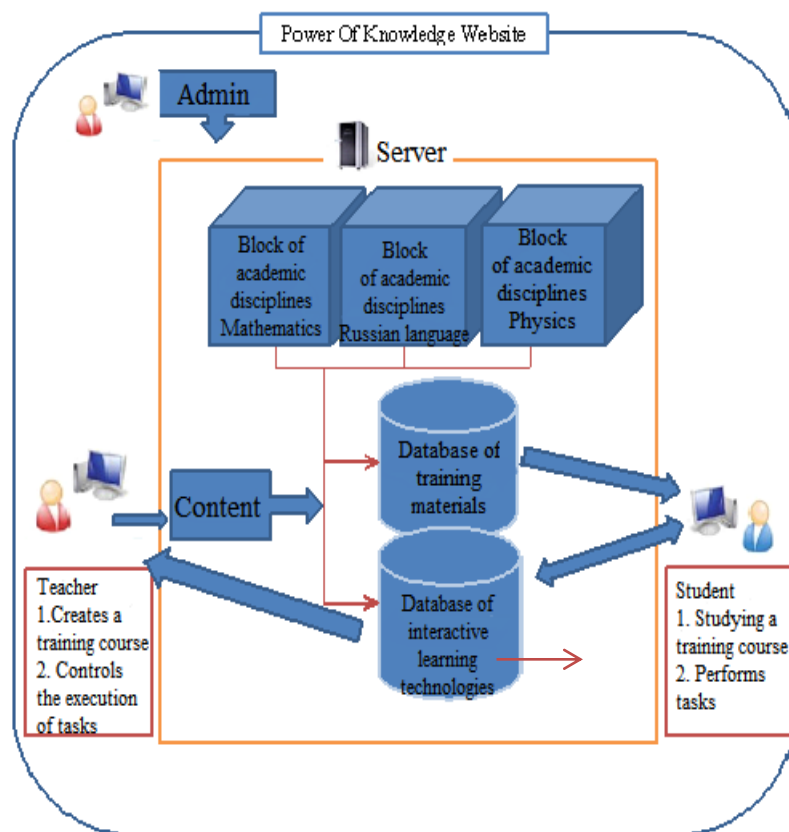 Power Of Knowledge Website
Admin
Server
Block of
academic
disciplines
Mathematics
Block
of academic
disciplines
Russian language
Block
of academic
disciplines
Physics
Database of
training
materials
Content
Teacher
1.Creates a
training course
2. Controls
the execution
of tasks
Database of
interactive
learning
technologies
Student
1. Studying a
training course
2. Performs
tasks